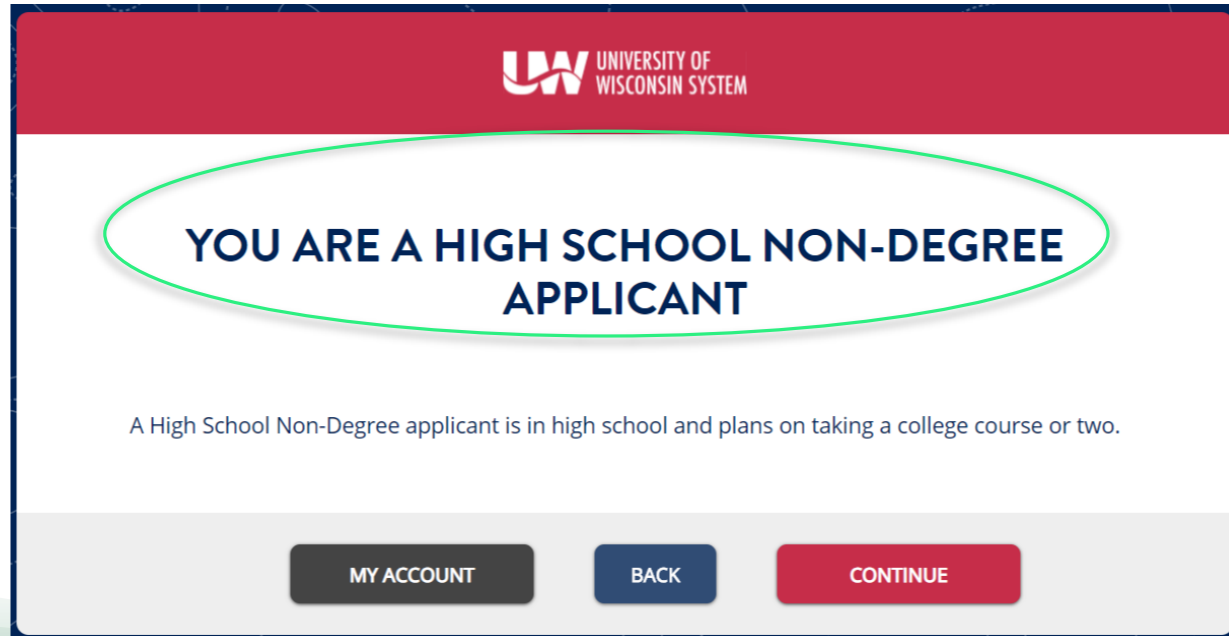 UW UNIVERSITY OF
WISCONSIN SYSTEM
YOU ARE A HIGH SCHOOL NON-DEGREE
APPLICANT
A High School Non-Degree applicant is in high school and plans on taking a college course or two.
MY ACCOUNT BACK CONTINUE